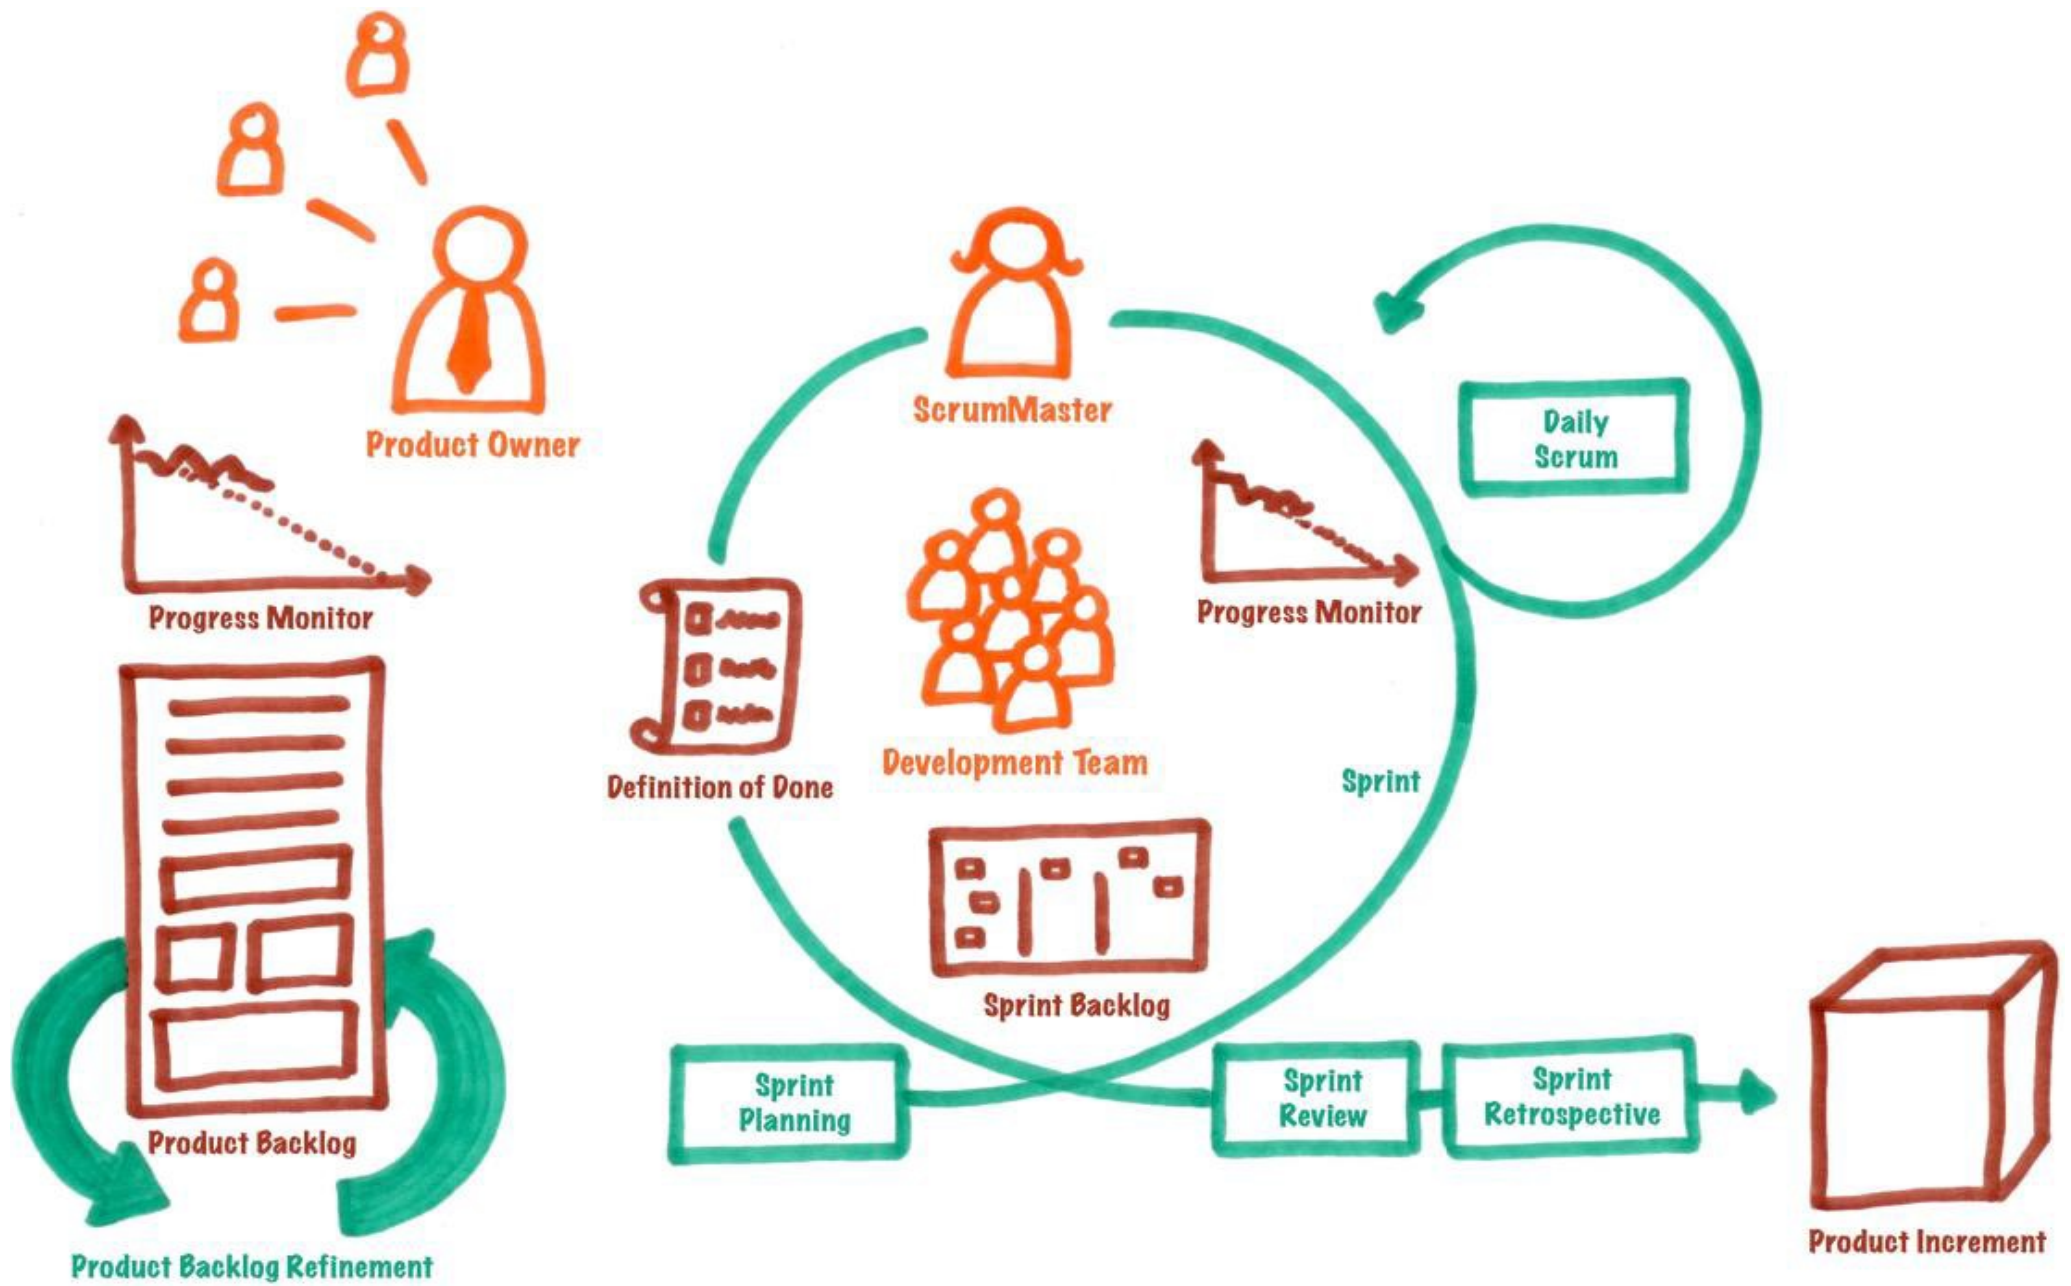 Product Owner
ScrumMaster
Daily
Scrum
Progress Monitor
Progress Monitor
Definition of Done
Development Team
Sprint
Sprint Backlog
Sprint
Planning
Sprint
Review
Sprint
Retrospective
Product Backlog
Product Increment
Product Backlog Refinement